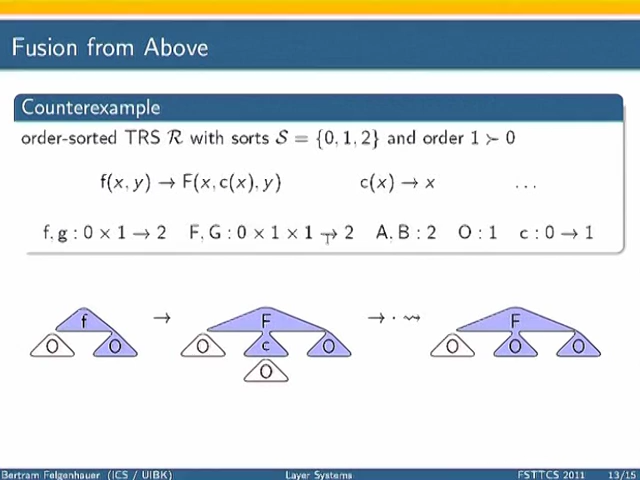 Fusion from Above
Counterexample
order-sorted TRS R with sorts S = {0, 1, 2} and order 1 ≻ 0
f(x, y) → F(x, c(x), y) c(x) → x ...
f, g : 0 × 1 → 2 F, G : 0 × 1 × 1 → 2 A, B : 2 O : 1 c : 0 → 1
f → F → · ⇝ F
O O O c O O O O
O
Bertram Felgenhauer (ICS / UIBK) Layer Systems FSTTCS 2011 13/15